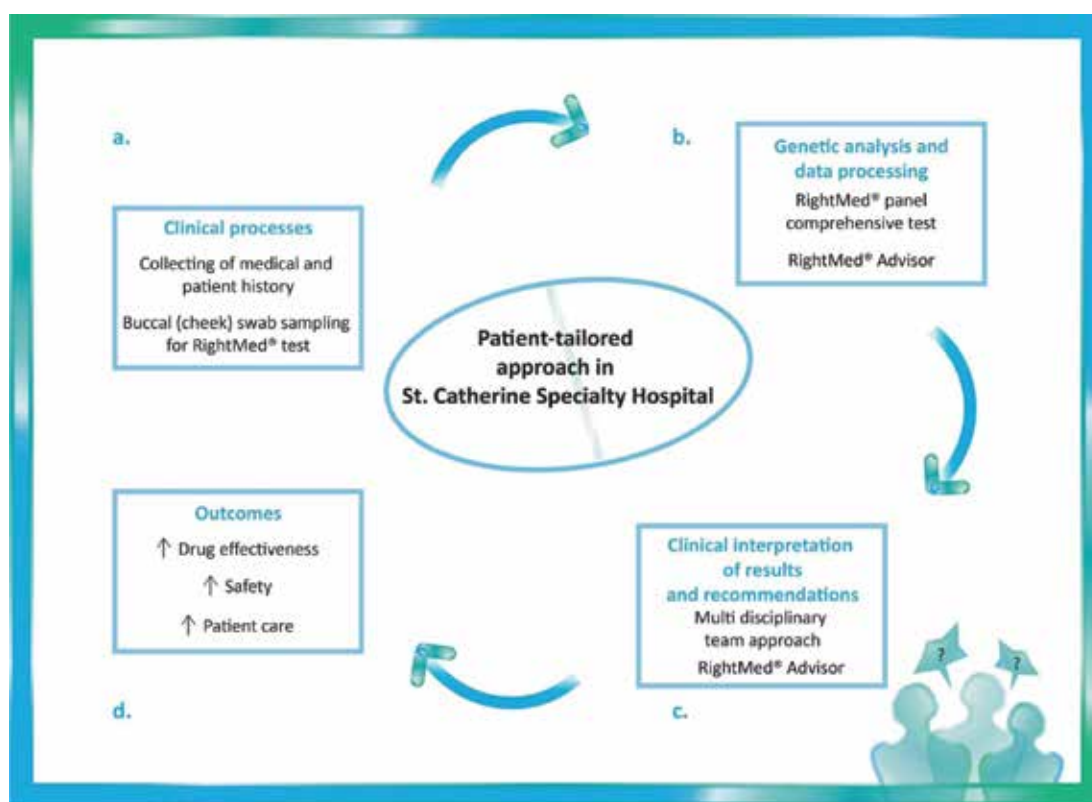 a.
Clinical processes
Collecting of medical and
patient history
Buccal (cheek) swab sampling
for RightMed® test
b.
Genetic analysis and
data processing
RightMed® panel
comprehensive test
RightMed® Advisor
Patient-tailored
approach in
St. Catherine Specialty Hospital
Clinical interpretation
of results
and recommendations
Multi disciplinary
team approach
RightMed® Advisor
c.
? ?
Outcomes
↑ Drug effectiveness
↑ Safety
↑ Patient care
d.